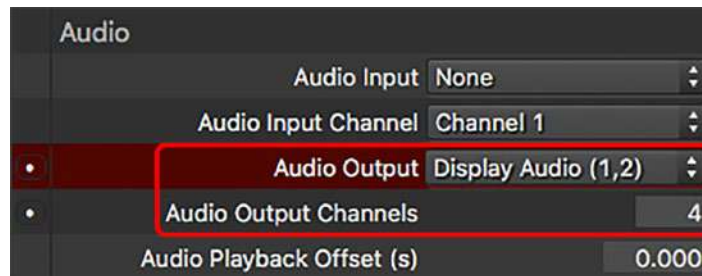 Audio
Audio Input None
Audio Input Channel Channel 1
Audio Output Display Audio (1,2)
Audio Output Channels 4
Audio Playback Offset (s) 0.000